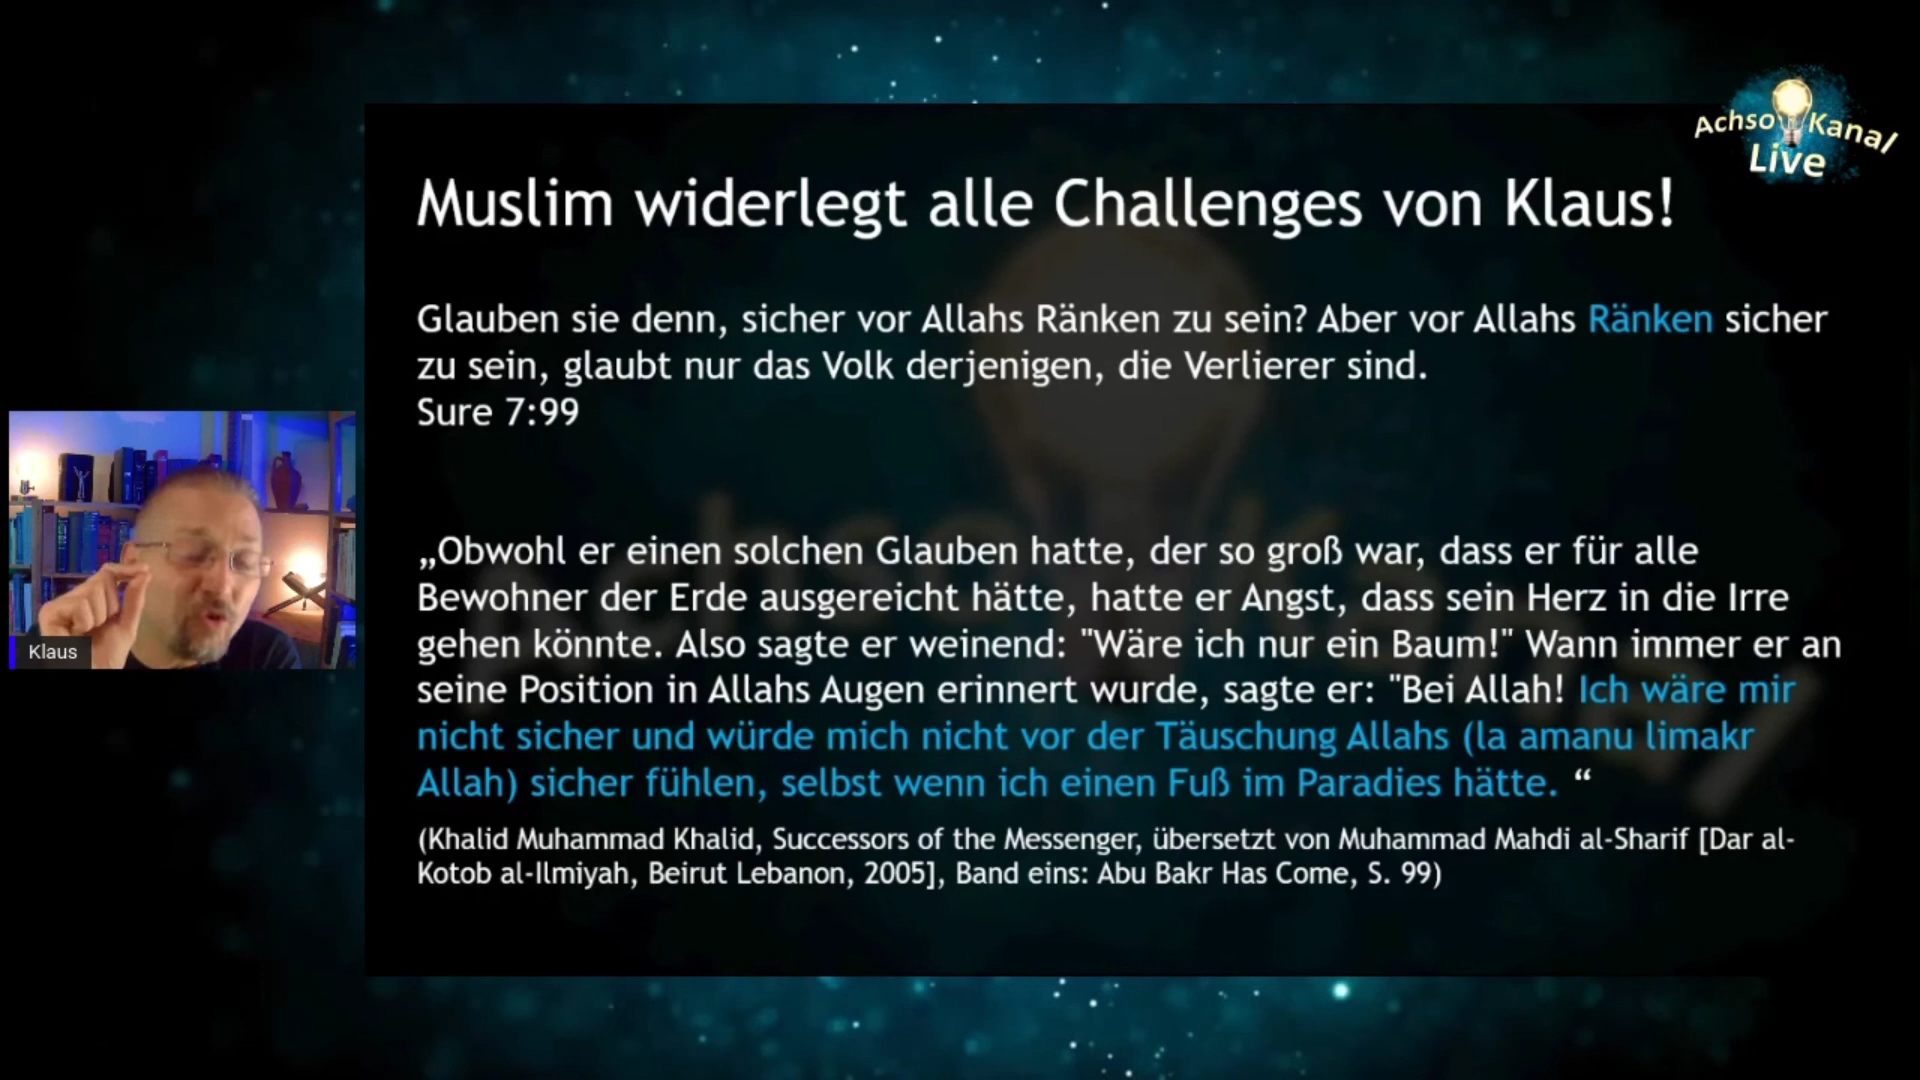 Achso Kanal
Live
Muslim widerlegt alle Challenges von Klaus!
Glauben sie denn, sicher vor Allahs Ränken zu sein? Aber vor Allahs Ränken sicher
zu sein, glaubt nur das Volk derjenigen, die Verlierer sind.
Sure 7:99
„Obwohl er einen solchen Glauben hatte, der so groß war, dass er für alle
Bewohner der Erde ausgereicht hätte, hatte er Angst, dass sein Herz in die Irre
gehen könnte. Also sagte er weinend: "Wäre ich nur ein Baum!" Wann immer er an
seine Position in Allahs Augen erinnert wurde, sagte er: "Bei Allah! Ich wäre mir
nicht sicher und würde mich nicht vor der Täuschung Allahs (la amanu limakr
Allah) sicher fühlen, selbst wenn ich einen Fuß im Paradies hätte. “
(Khalid Muhammad Khalid, Successors of the Messenger, übersetzt von Muhammad Mahdi al-Sharif [Dar al-
Kotob al-Ilmiyah, Beirut Lebanon, 2005], Band eins: Abu Bakr Has Come, S. 99)
Klaus